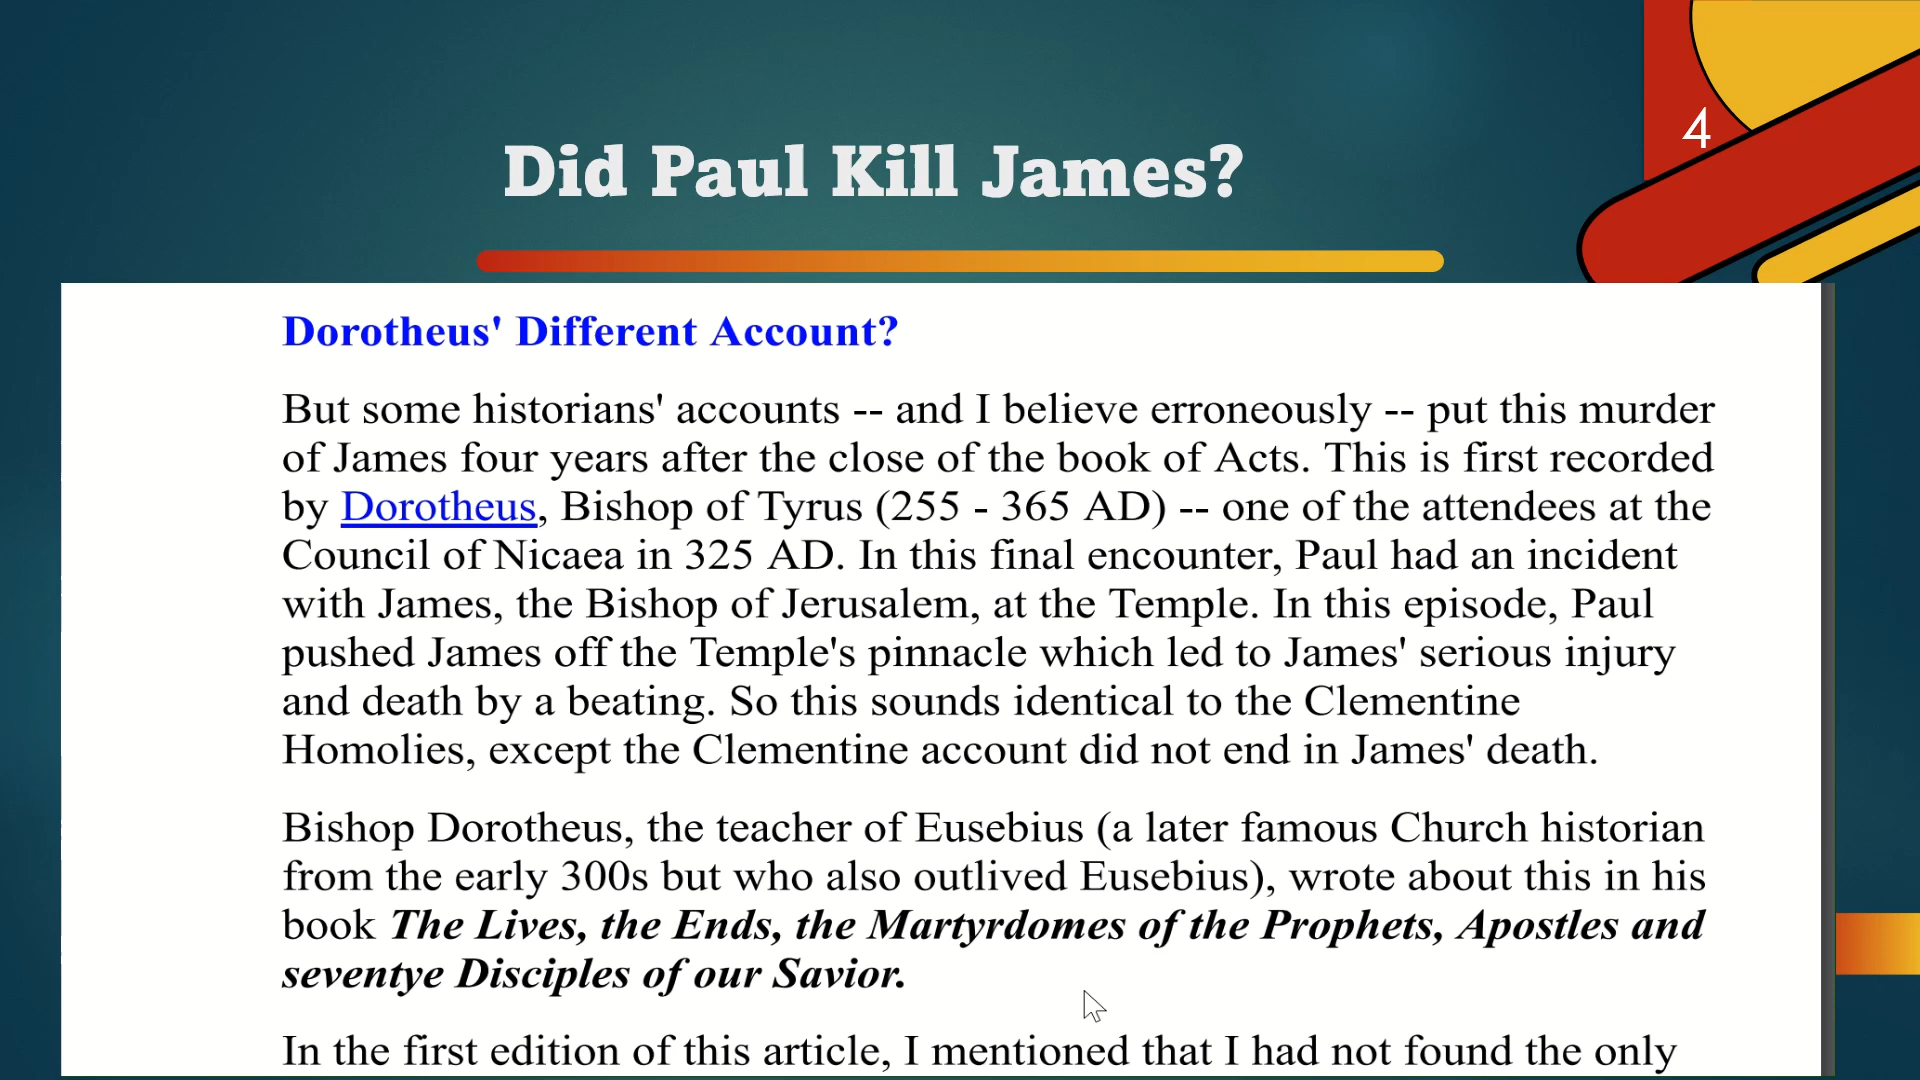 4
Did Paul Kill James?
Dorotheus' Different Account?
But some historians' accounts -- and I believe erroneously -- put this murder
of James four years after the close of the book of Acts. This is first recorded
by Dorotheus, Bishop of Tyrus (255 - 365 AD) -- one of the attendees at the
Council of Nicaea in 325 AD. In this final encounter, Paul had an incident
with James, the Bishop of Jerusalem, at the Temple. In this episode, Paul
pushed James off the Temple's pinnacle which led to James' serious injury
and death by a beating. So this sounds identical to the Clementine
Homolies, except the Clementine account did not end in James' death.
Bishop Dorotheus, the teacher of Eusebius (a later famous Church historian
from the early 300s but who also outlived Eusebius), wrote about this in his
book The Lives, the Ends, the Martyrdomes of the Prophets, Apostles and
seventye Disciples of our Savior.
In the first edition of this article, I mentioned that I had not found the only